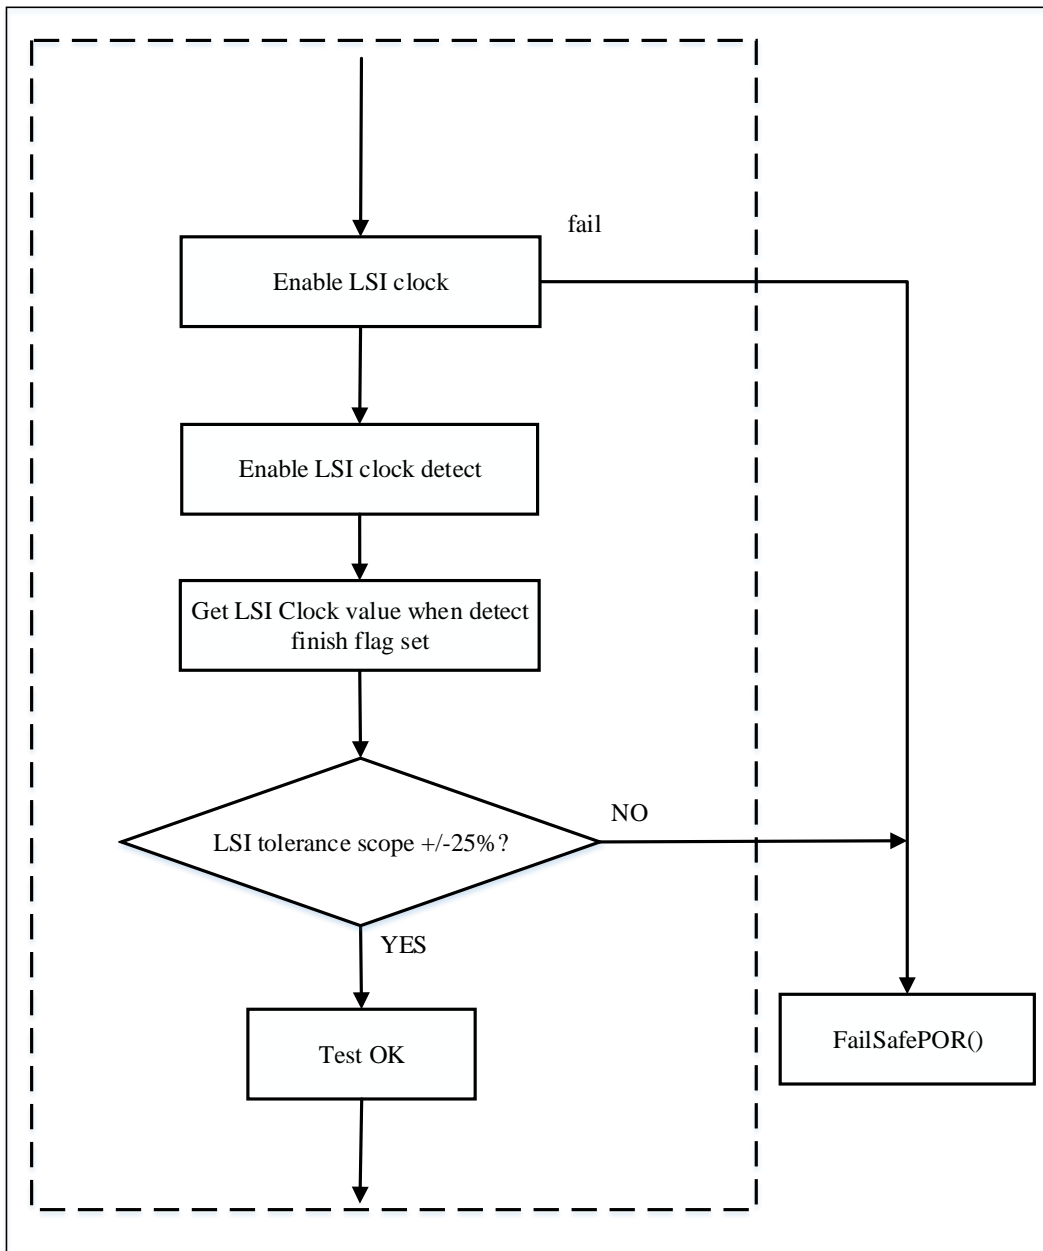 fail
Enable LSI clock
Enable LSI clock detect
Get LSI Clock value when detect
finish flag set
NO
LSI tolerance scope +/-25%?
YES
Test OK
FailSafePOR()